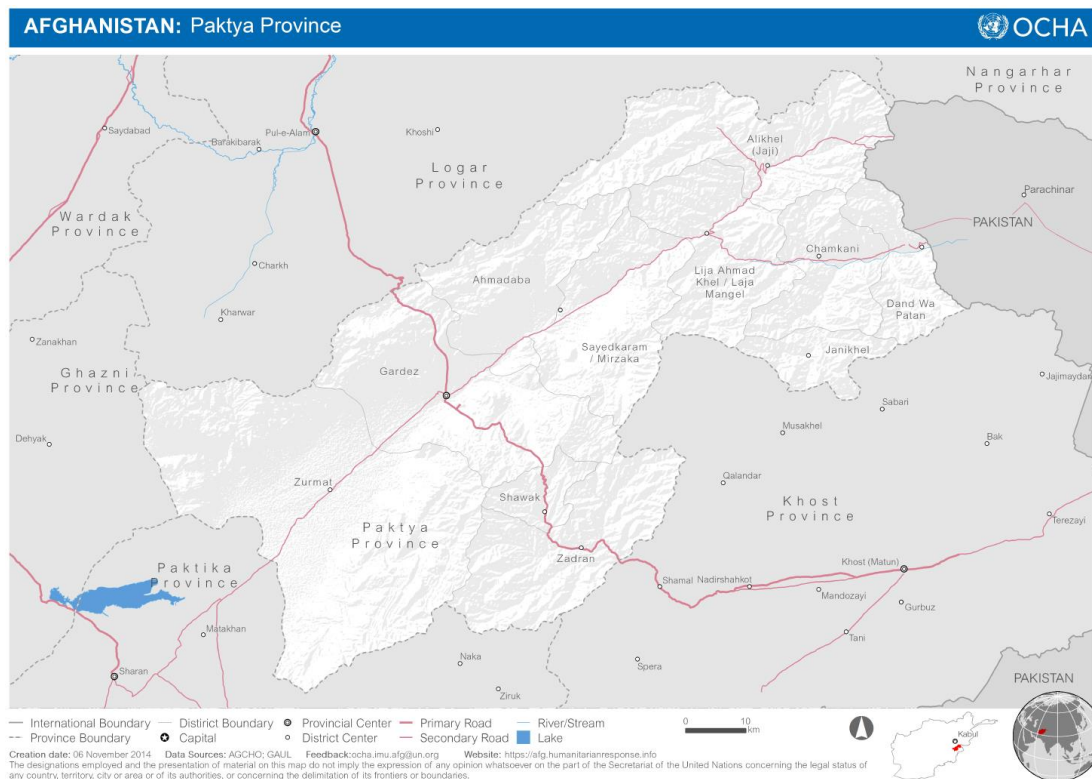 AFGHANISTAN: Paktya Province
OCHA
Nangarhar
Province
Saydabad
Pul-e-Alam
Khoshi
Barakibarak
Alikhel
(Jaji)
Logar
Province
Parachinar
Wardak
Province
PAKISTAN
Chamkani
Charkh
Ahmadaba
Lija Ahmad
Khel / Laja
Mangel
Dand Wa
Patan
Kharwar
Zanakhan
Sayedkaram
/ Mirzaka
Janikhel
Ghazni
Province
Gardez
Jajimaydan
Sabari
Musakhel
Dehyak
Bak
Zurmat
Qalandar
Shawak
Khost
Province
Terezayi
Paktya
Province
Zadran
Paktika
Province
Khost (Matun)
Shamal
Nadirshahkot
Mandozayi
Gurbuz
Matakhan
Tani
Naka
Spera
Sharan
Ziruk
PAKISTAN
International Boundary
Distirict Boundary
Provincial Center
Primary Road
River/Stream
Province Boundary
Capital
District Center
Secondary Road
Lake
0 10
km
Kabul
Creation date: 06 November 2014 Data Sources: AGCHO; GAUL Feedback:ocha.imu.afg@un.org Website: https://afg.humanitarianresponse.info
The designations employed and the presentation of material on this map do not imply the expression of any opinion whatsoever on the part of the Secretariat of the United Nations concerning the legal status of
any country, territory, city or area or of its authorities, or concerning the delimitation of its frontiers or boundaries.